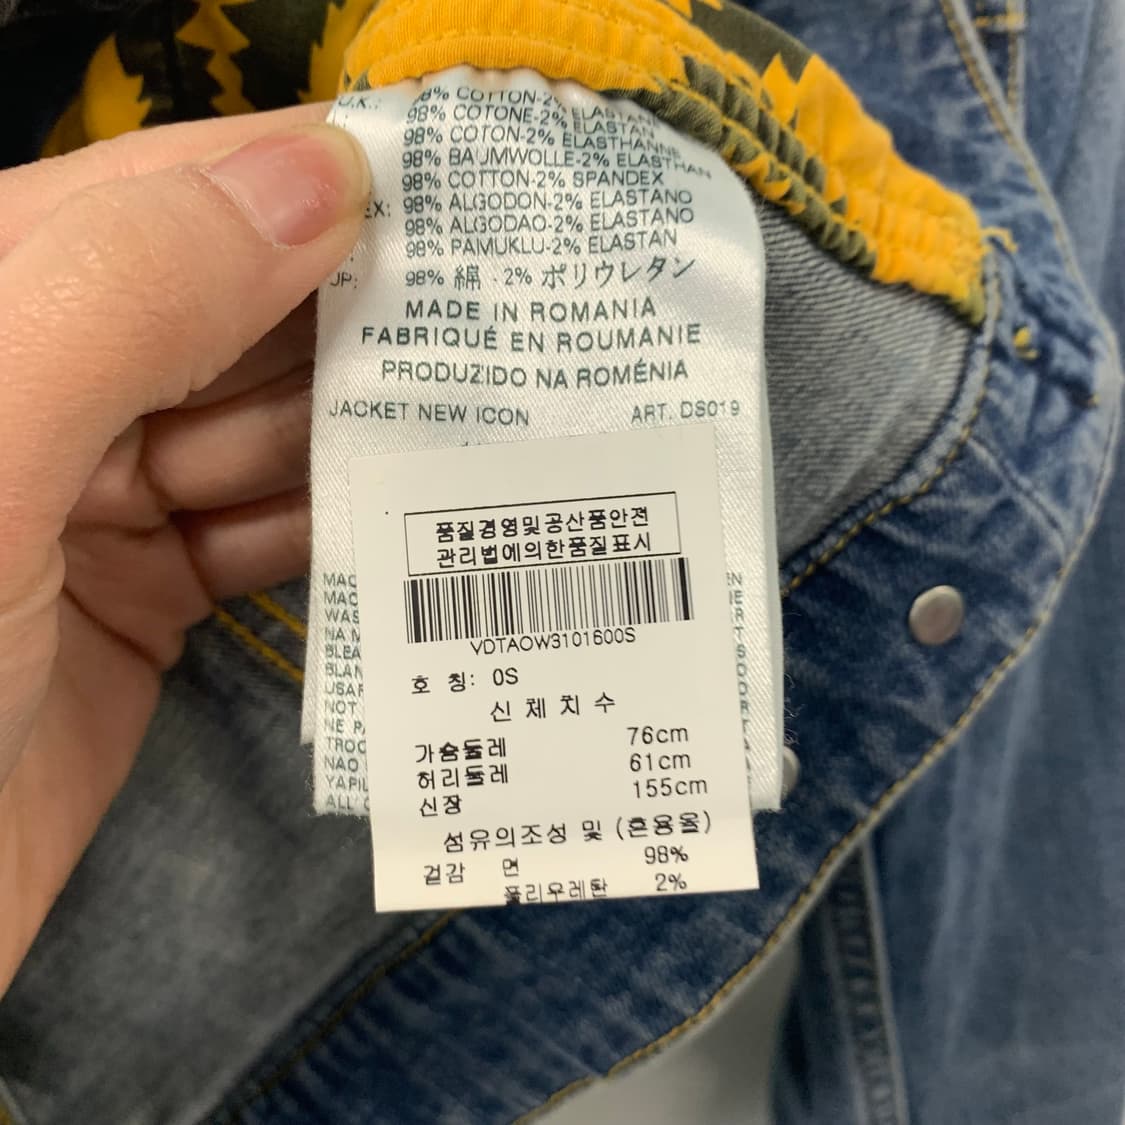 U.K.: 98% COTTON-2% ELASTANE
98% COTONE-2% ELASTAN
98% COTON-2% ELASTHANNE
98% BAUMWOLLE-2% ELASTHAN
98% COTTON-2% SPANDEX
EX: 98% ALGODON-2% ELASTANO
98% ALGODAO-2% ELASTANO
98% PAMUKLU-2% ELASTAN
JP: 98% 綿 - 2% ポリウレタン
MADE IN ROMANIA
FABRIQUÉ EN ROUMANIE
PRODUZIDO NA ROMÉNIA
JACKET NEW ICON ART. DS019
품질경영및공산품안전
관리법에의한품질표시
VDTAOW3101600S
호 칭: 0S
신 체 치 수
가슴둘레 76cm
허리둘레 61cm
신장 155cm
섬유의조성 및 (혼용율)
겉감 면 98%
폴리우레탄 2%
NOT
NAO
ALL